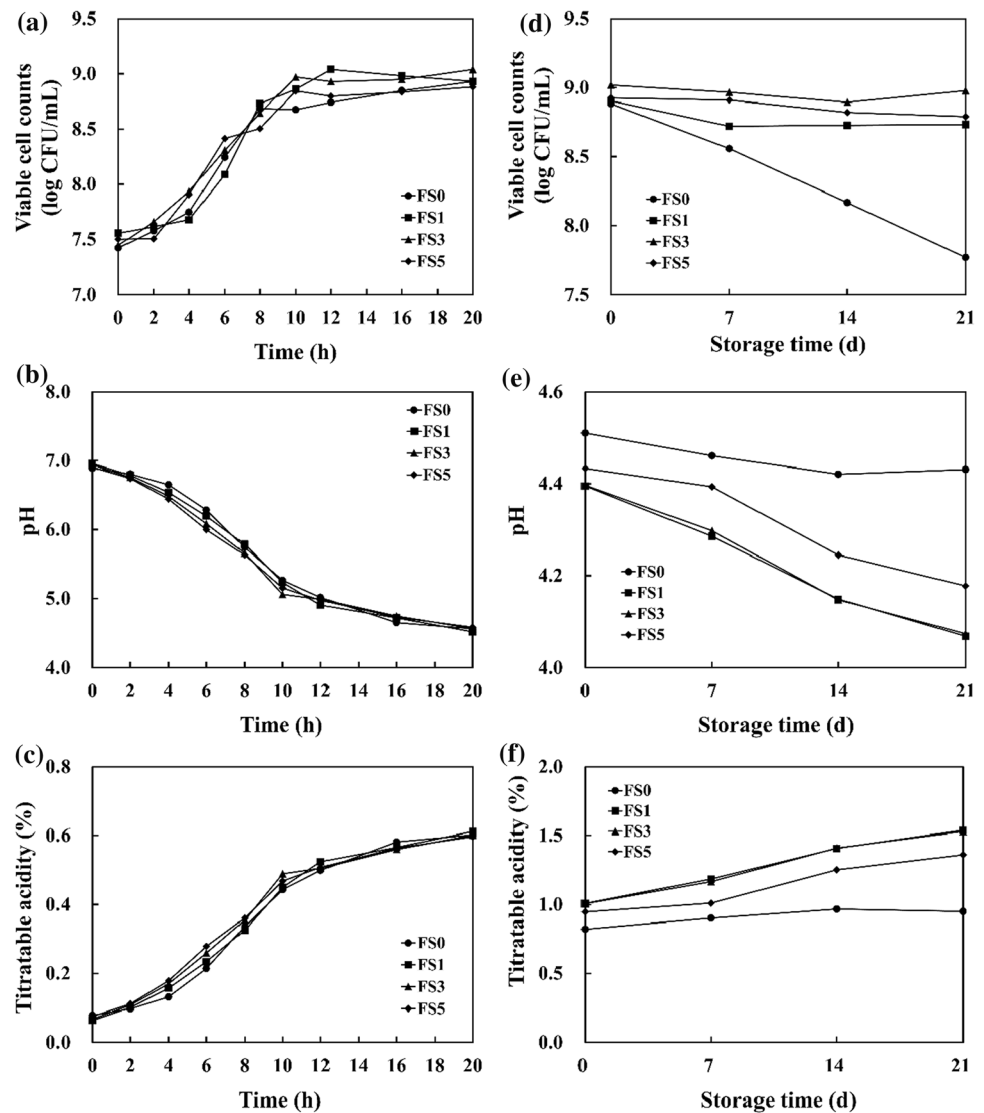 (a)
Viable cell counts
(log CFU/mL)
9.5
9.0
8.5
8.0
7.5
7.0
FS0
FS1
FS3
FS5
0 2 4 6 8 10 12 14 16 18 20
Time (h)
(d)
Viable cell counts
(log CFU/mL)
9.5
9.0
8.5
8.0
7.5
FS0
FS1
FS3
FS5
0 7 14 21
Storage time (d)
(b)
pH
8.0
7.0
6.0
5.0
4.0
FS0
FS1
FS3
FS5
0 2 4 6 8 10 12 14 16 18 20
Time (h)
(e)
pH
4.6
4.4
4.2
4.0
FS0
FS1
FS3
FS5
0 7 14 21
Storage time (d)
(c)
Titratable acidity (%)
0.8
0.6
0.4
0.2
0.0
FS0
FS1
FS3
FS5
0 2 4 6 8 10 12 14 16 18 20
Time (h)
(f)
Titratable acidity (%)
2.0
1.5
1.0
0.5
0.0
FS0
FS1
FS3
FS5
0 7 14 21
Storage time (d)